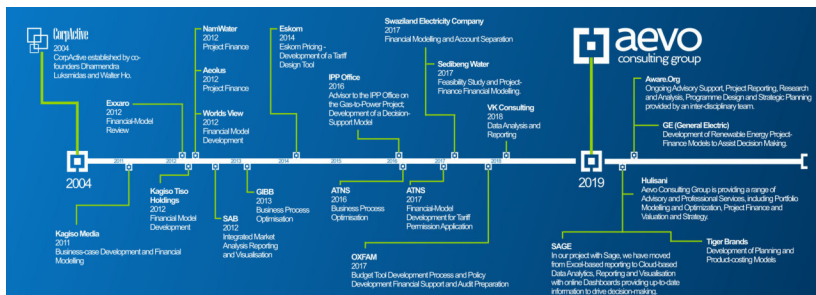 CorpActive
2004
CorpActive established by co-
founders Dharmendra
Lukamidas and Walter Ho.
Exxaro
2012
Financial-Model
Review
NamWater
2012
Project Finance
Aeolus
2012
Project Finance
Worlds View
2012
Financial Model
Development
Eskom
2014
Eskom Pricing -
Development of a Tariff
Design Tool
IPP Office
2016
Advisor to the IPP Office on
the Gas-to-Power Project;
Development of a Decision-
Support Model
Swaziland Electricity Company
2017
Financial Modelling and Account Separation
Sedibeng Water
2017
Feasibility Study and Project-
Finance Financial Modelling.
VK Consulting
2018
Data Analysis and
Reporting
aevo
consulting group
Aware.Org
Ongoing Advisory Support, Project Reporting, Research
and Analysis, Programme Design and Strategic Planning
provided by an inter-disciplinary team.
GE (General Electric)
Development of Renewable Energy Project-
Finance Models to Assist Decision Making.
2004
2011
2012
2013
2014
2015
2016
2017
2018
2019
Kagiso Media
2011
Business-case Development and Financial
Modelling
Kagiso Tiso
Holdings
2012
Financial Model
Development
SAB
2012
Integrated Market
Analysis Reporting
and Visualisation
GIBB
2013
Business Process
Optimisation
ATNS
2016
Business Process
Optimisation
ATNS
2017
Financial-Model
Development for Tariff
Permission Application
OXFAM
2017
Budget Tool Development Process and Policy
Development Financial Support and Audit Preparation
Hulisani
Aevo Consulting Group is providing a range of
Advisory and Professional Services, including Portfolio
Modelling and Optimization, Project Finance and
Valuation and Strategy.
SAGE
In our project with Sage, we have moved
from Excel-based reporting to Cloud-based
Data Analytics, Reporting and Visualisation
with online Dashboards providing up-to-date
information to drive decision-making.
Tiger Brands
Development of Planning and
Product-costing Models